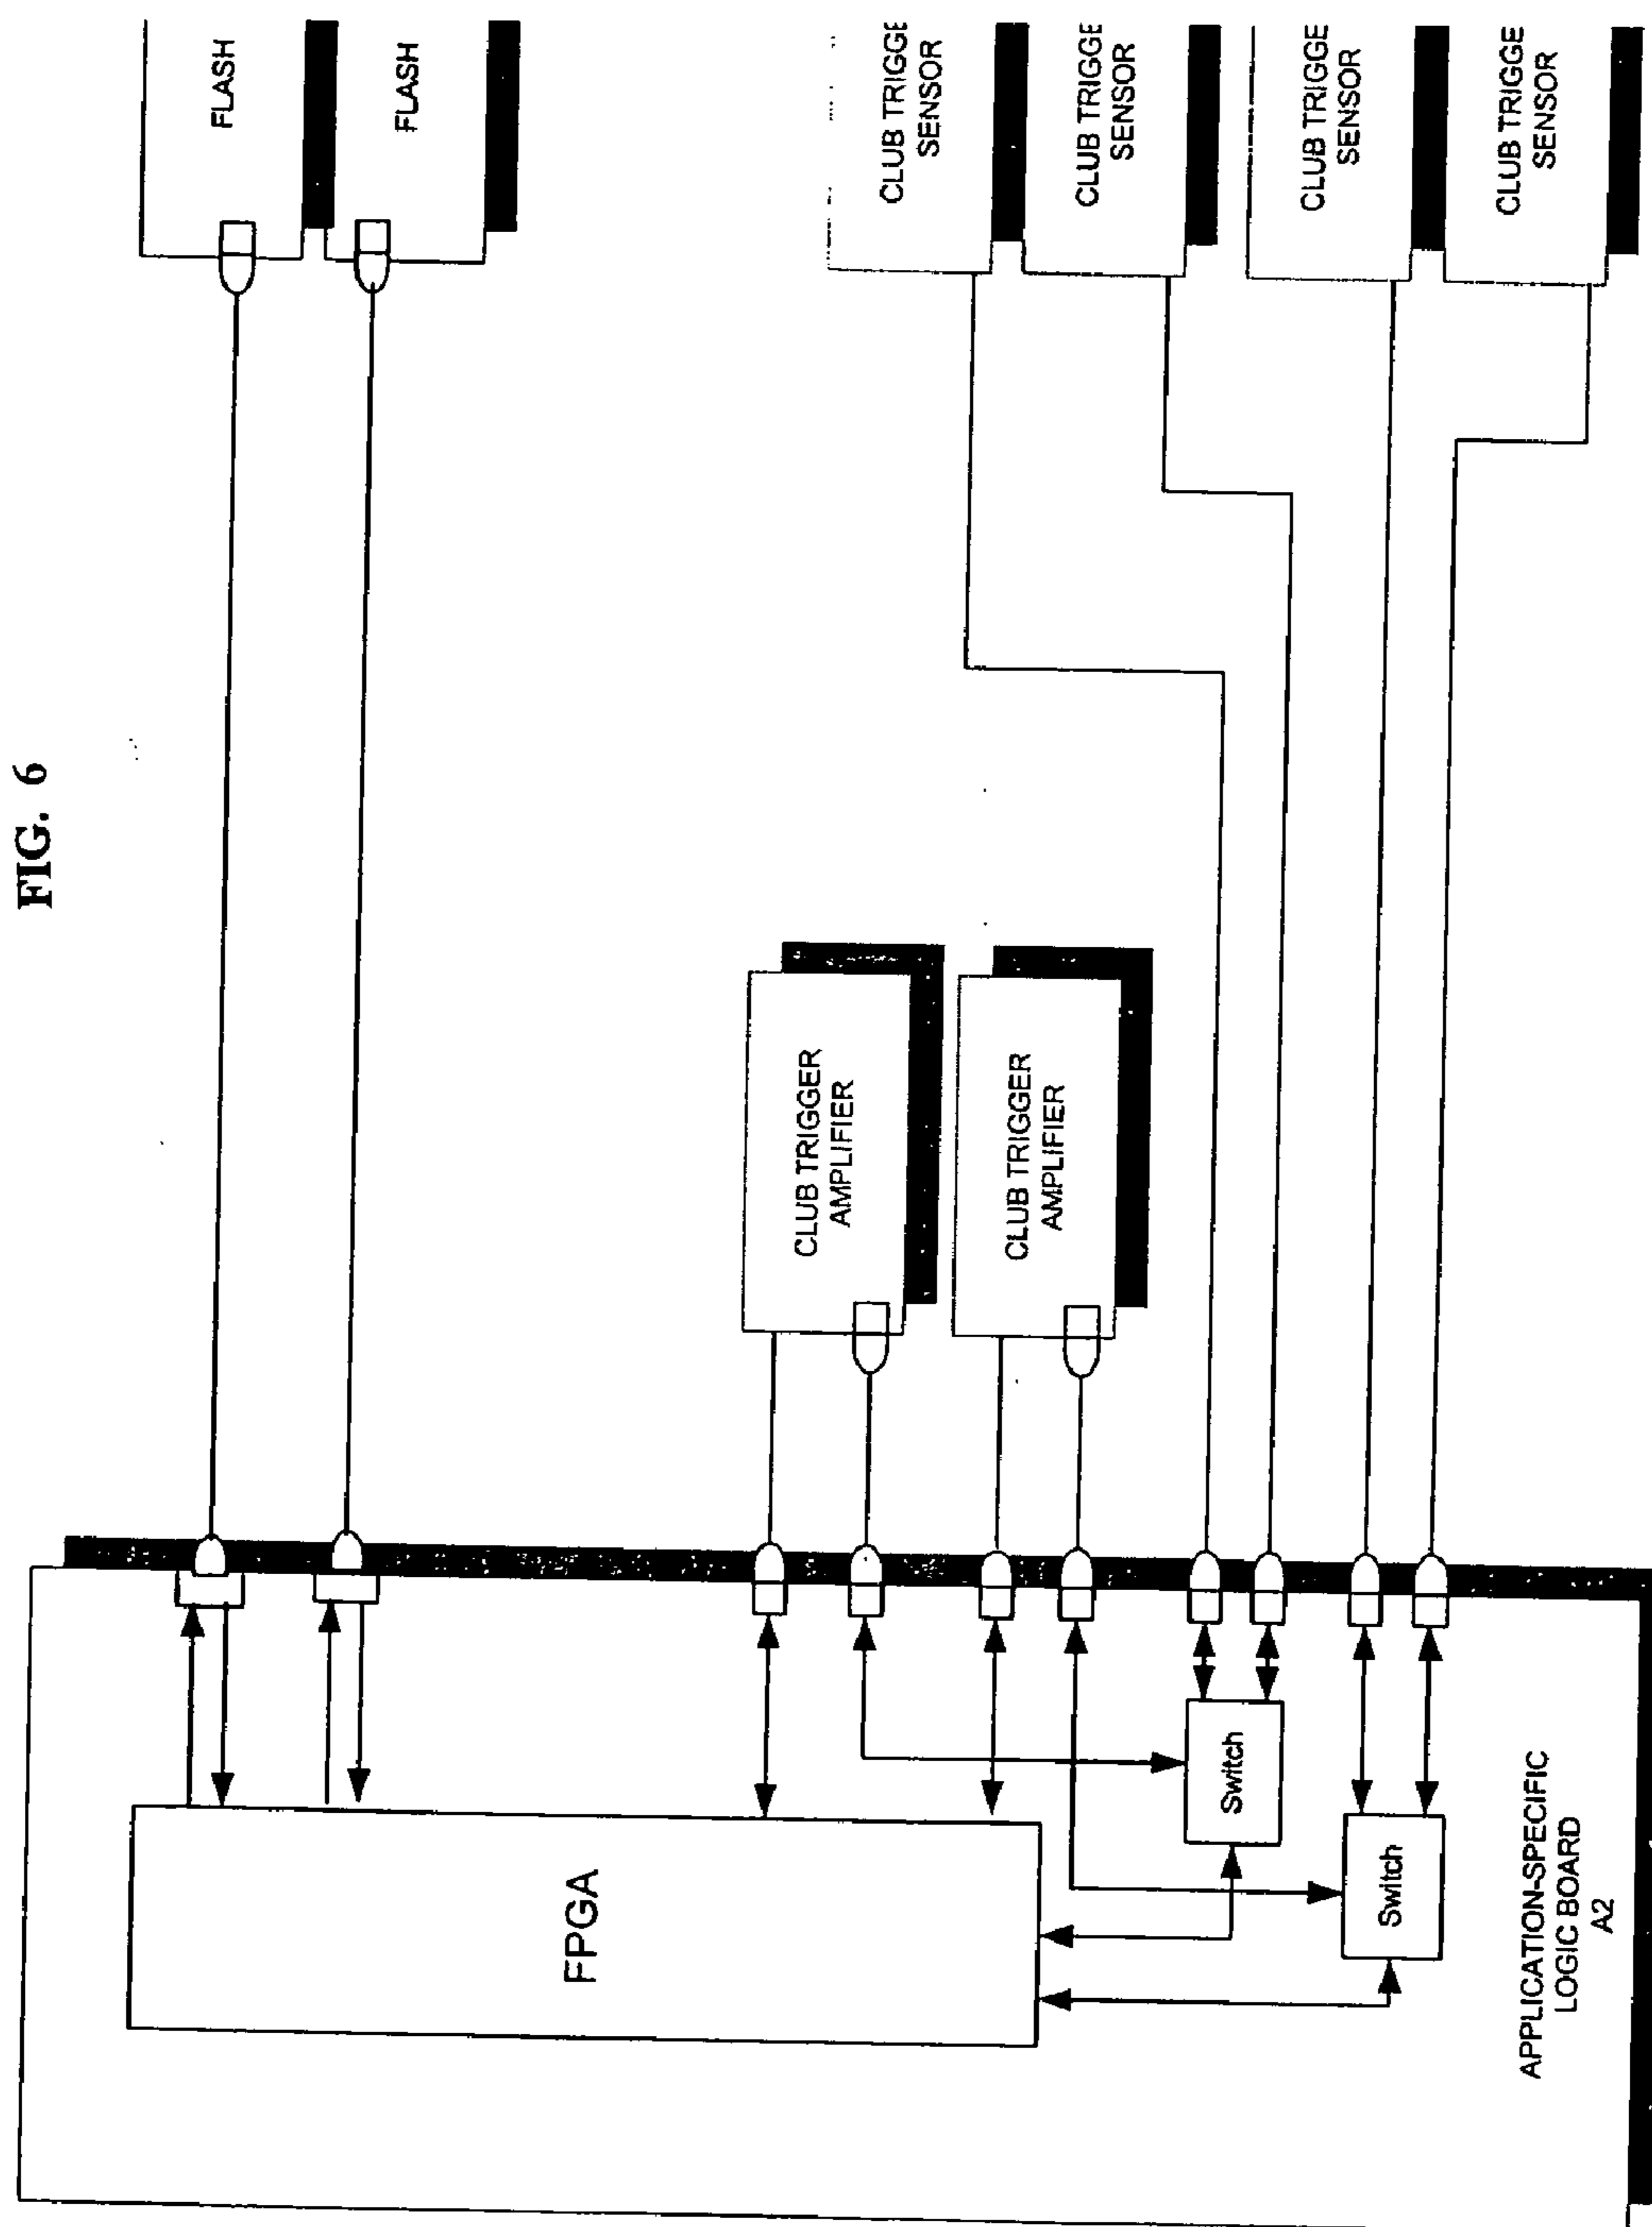 FIG. 6
FLASH
FLASH
CLUB TRIGGE
SENSOR
CLUB TRIGGE
SENSOR
CLUB TRIGGE
SENSOR
CLUB TRIGGE
SENSOR
CLUB TRIGGER
AMPLIFIER
CLUB TRIGGER
AMPLIFIER
FPGA
Switch
Switch
APPLICATION-SPECIFIC
LOGIC BOARD
A2